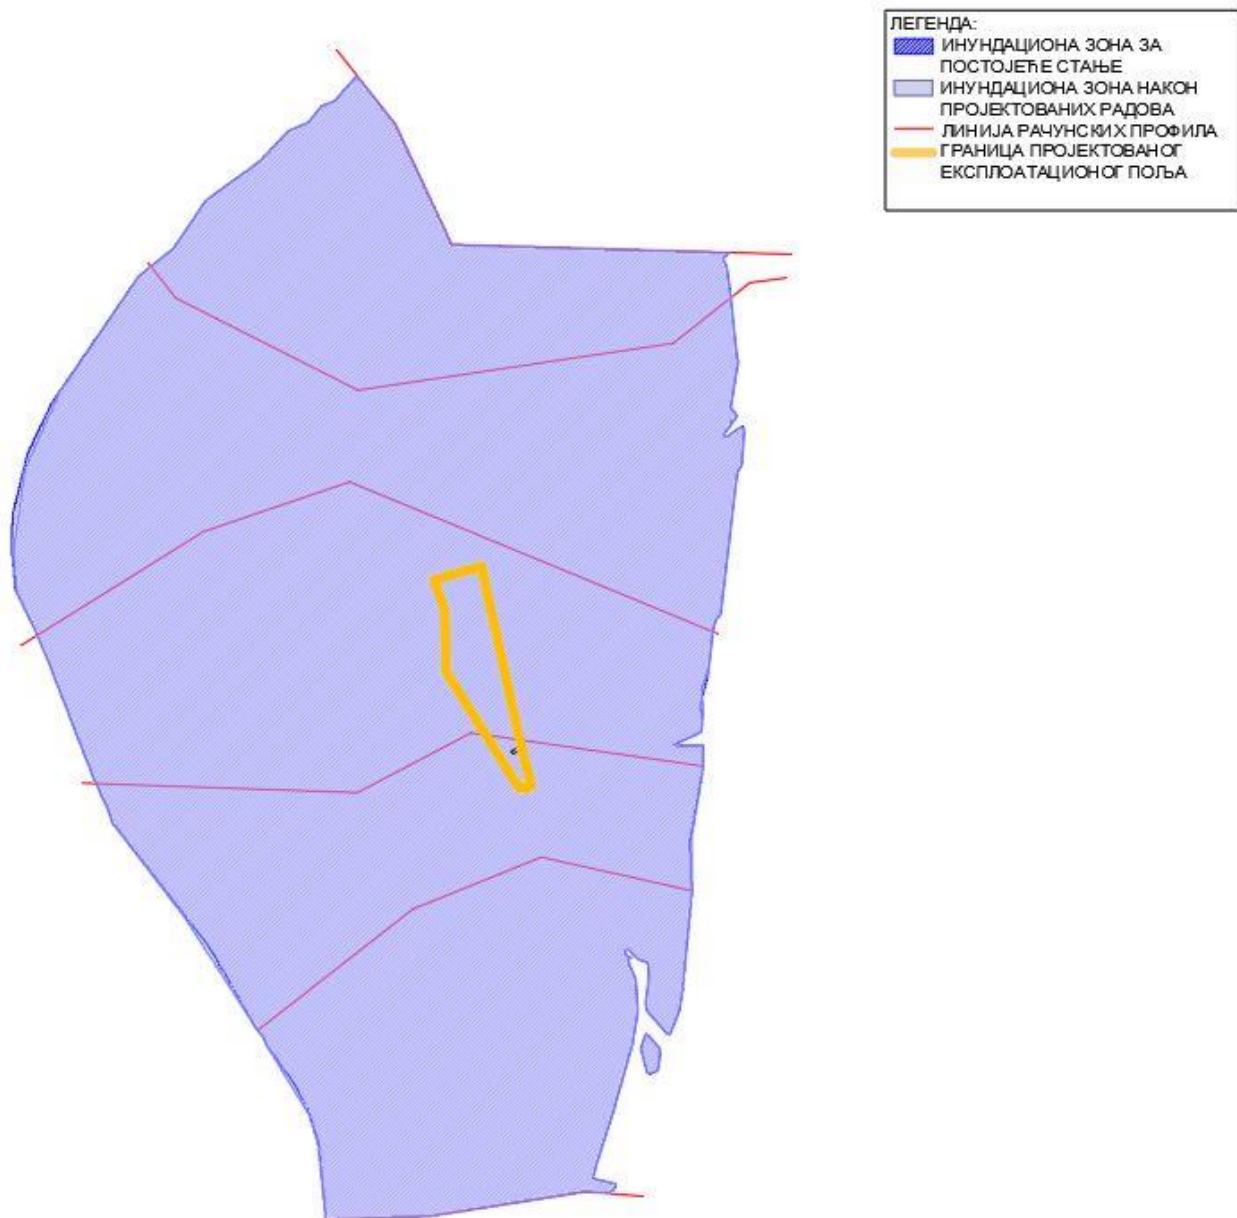 ЛЕГЕНДА:
ИНУНДАЦИОНА ЗОНА ЗА
ПОСТОЈЕЋЕ СТАЊЕ
ИНУНДАЦИОНА ЗОНА НАКОН
ПРОЈЕКТОВАНИХ РАДОВА
ЛИНИЈА РАЧУНСКИХ ПРОФИЛА
ГРАНИЦА ПРОЈЕКТОВАНОГ
ЕКСПЛОАТАЦИОНОГ ПОЉА